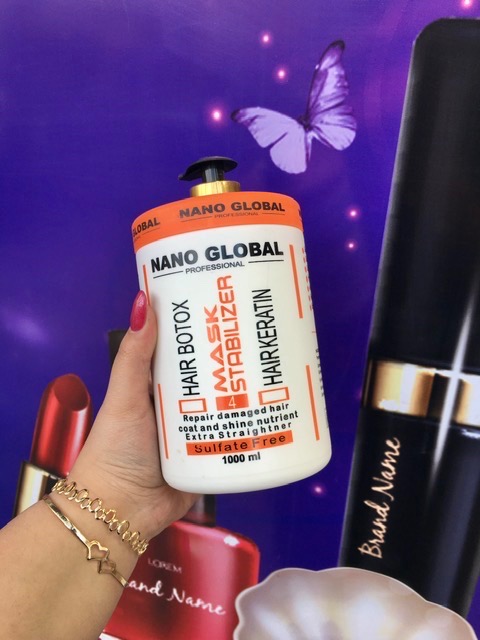 OBAL
NANO GLOBAL
PROFESSIONAL
NANO GLOBAL
PROFESSIONAL
HAIR BOTOX
MASK
STABILIZER
4
HAIRKERATIN
Repair damaged hair
coat and shine nutrient
Extra Straightner
Sulfate Free
1000 ml
Brand Name
LOREM
and Name